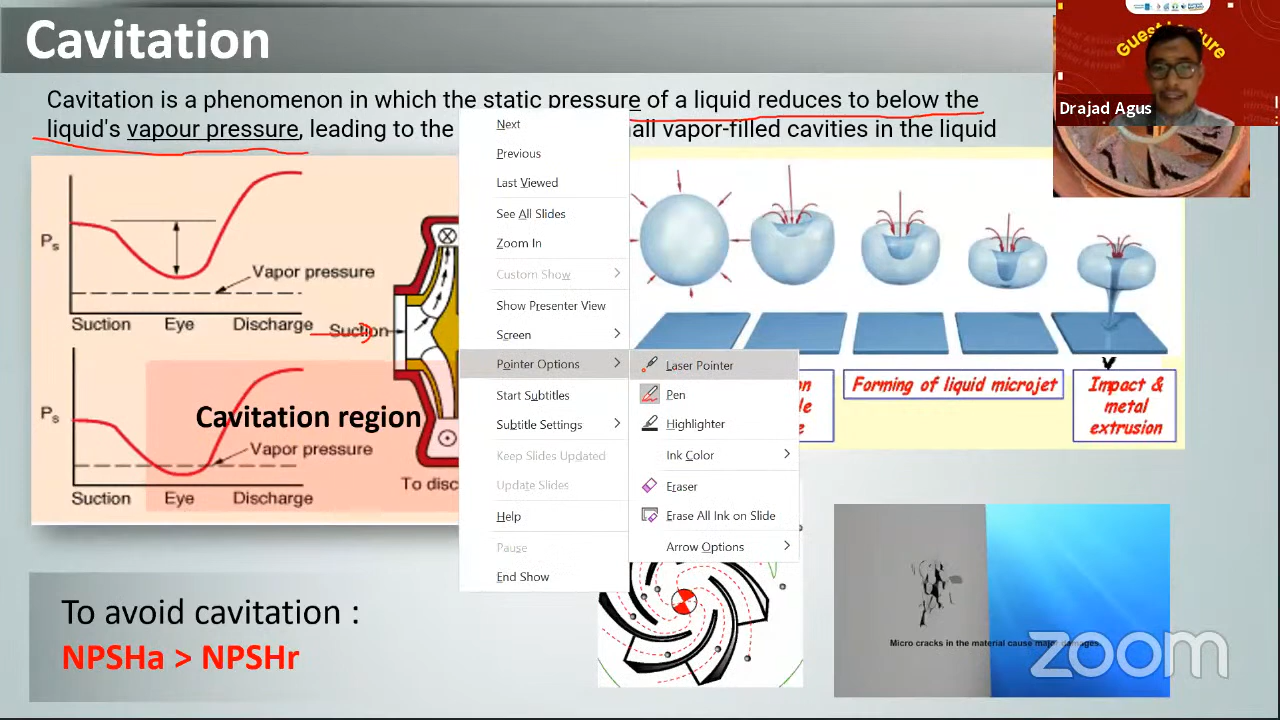 Cavitation
Guest Lecture
Drajad Agus
Cavitation is a phenomenon in which the static pressure of a liquid reduces to below the
liquid's vapour pressure, leading to the
all vapor-filled cavities in the liquid
Ps
Vapor pressure
Suction
Eye
Discharge
Suction
Ps
Cavitation region
Vapor pressure
Suction
Eye
Discharge
To disc
Next
Previous
Last Viewed
See All Slides
Zoom In
Custom Show
Show Presenter View
Screen
Pointer Options
Start Subtitles
Subtitle Settings
Keep Slides Updated
Update Slides
Help
Pause
End Show
Laser Pointer
Pen
Highlighter
Ink Color
Eraser
Erase All Ink on Slide
Arrow Options
on
le
e
Forming of liquid microjet
Impact &
metal
extrusion
To avoid cavitation :
NPSHa > NPSHr
Micro cracks in the material cause major damages.
zoom